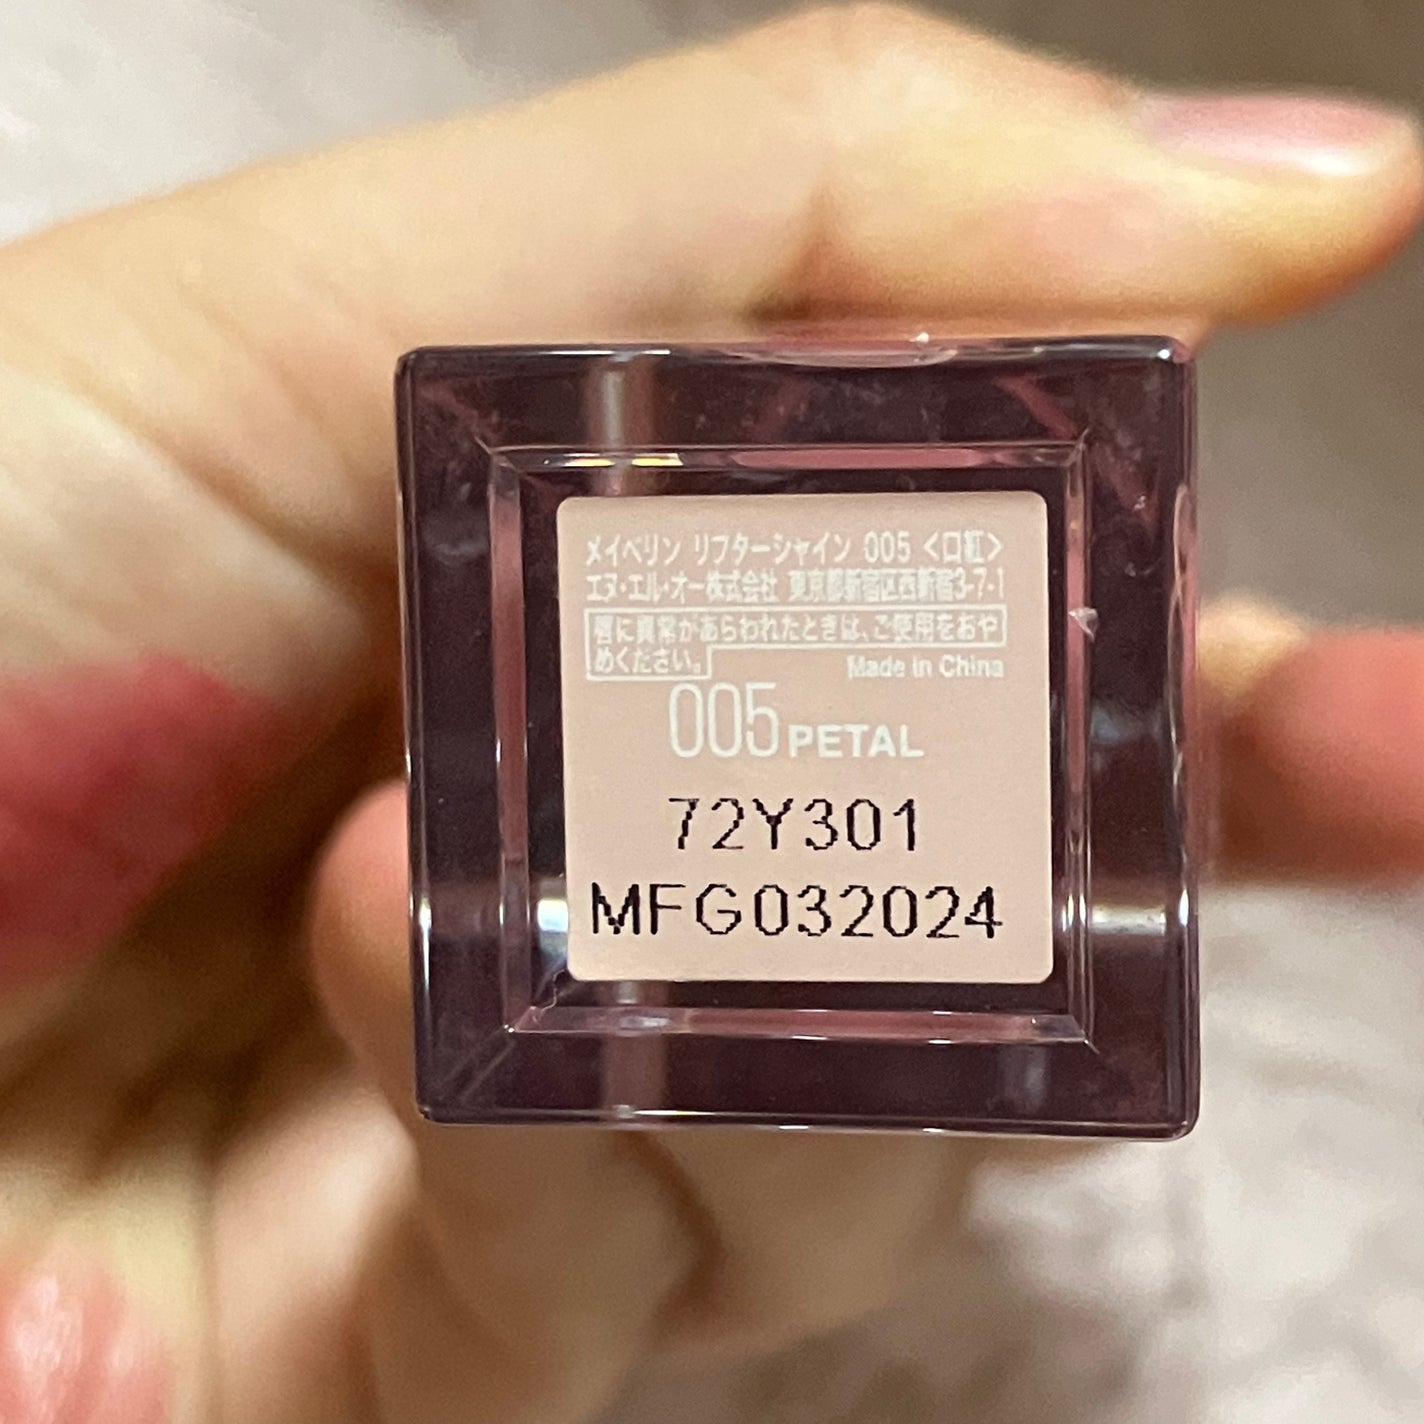 メイベリン リフターシャイン 005 <口紅>
エヌ・エル・オー株式会社 東京都新宿区西新宿3-7-1
唇に異常があらわれたときは、ご使用をおや
めください。
Made in China
005 PETAL
72Y301
MFG032024